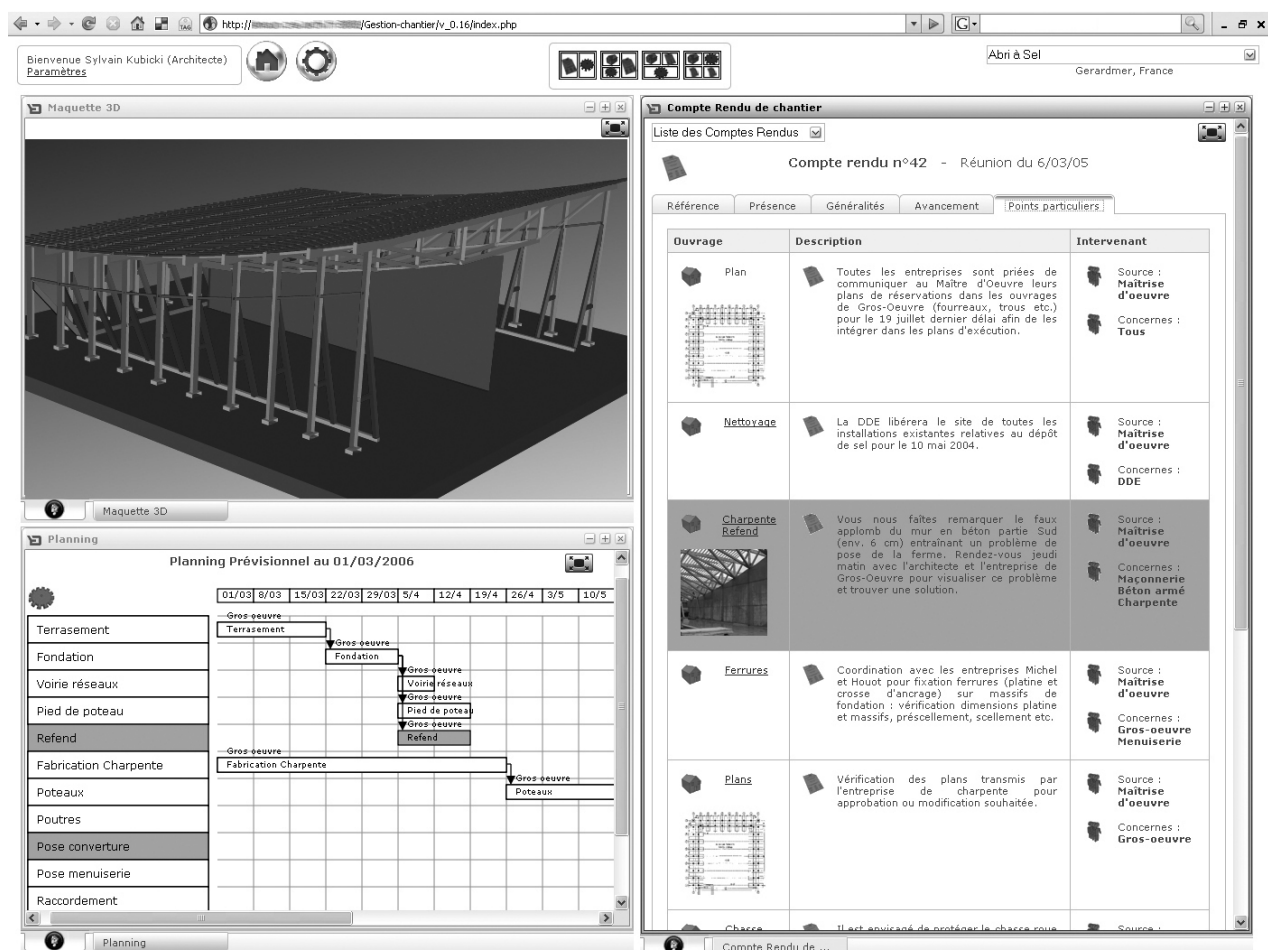 http:// /Gestion-chantier/v_0.16/index.php
G
TAG
Bienvenue Sylvain Kubicki (Architecte)
Paramètres
Abri à Sel
Gerardmer, France
Maquette 3D
Maquette 3D
Planning
Planning Prévisionnel au 01/03/2006
01/03 8/03 15/03 22/03 29/03 5/4 12/4 19/4 26/4 3/5 10/5
Gros oeuvre
Terrasement Terrasement
Gros oeuvre
Fondation Fondation
Gros oeuvre
Voirie réseaux Voirie réseaux
Gros oeuvre
Pied de poteau Pied de poteau
Gros oeuvre
Refend Refend
Gros oeuvre
Fabrication Charpente Fabrication Charpente
Gros oeuvre
Poteaux Poteaux
Poutres
Pose converture
Pose menuiserie
Raccordement
Planning
Compte Rendu de chantier
Liste des Comptes Rendus
Compte rendu n°42 - Réunion du 6/03/05
Référence Présence Généralités Avancement Points particuliers
Ouvrage Description Intervenant
Plan
Toutes les entreprises sont priées de
communiquer au Maître d'Oeuvre leurs
plans de réservations dans les ouvrages
de Gros-Oeuvre (fourreaux, trous etc.)
pour le 19 juillet dernier délai afin de les
intégrer dans les plans d'exécution.
Source :
Maîtrise
d'oeuvre
Concernes :
Tous
Nettoyage
La DDE libérera le site de toutes les
installations existantes relatives au dépôt
de sel pour le 10 mai 2004.
Source :
Maîtrise
d'oeuvre
Concernes :
DDE
Charpente
Refend
Vous nous faîtes remarquer le faux
applomb du mur en béton partie Sud
(env. 6 cm) entraînant un problème de
pose de la ferme. Rendez-vous jeudi
matin avec l'architecte et l'entreprise de
Gros-Oeuvre pour visualiser ce problème
et trouver une solution.
Source :
Maîtrise
d'oeuvre
Concernes :
Maçonnerie
Béton armé
Charpente
Ferrures
Coordination avec les entreprises Michel
et Houot pour fixation ferrures (platine et
crosse d'ancrage) sur massifs de
fondation : vérification dimensions platine
et massifs, préscellement, scellement etc.
Source :
Maîtrise
d'oeuvre
Concernes :
Gros-oeuvre
Menuiserie
Plans
Vérification des plans transmis par
l'entreprise de charpente pour
approbation ou modification souhaitée.
Source :
Maîtrise
d'oeuvre
Concernes :
Gros-oeuvre
Chasse
Il est envisagé de protéger le chasse roue
Source :
Compte Rendu de ...